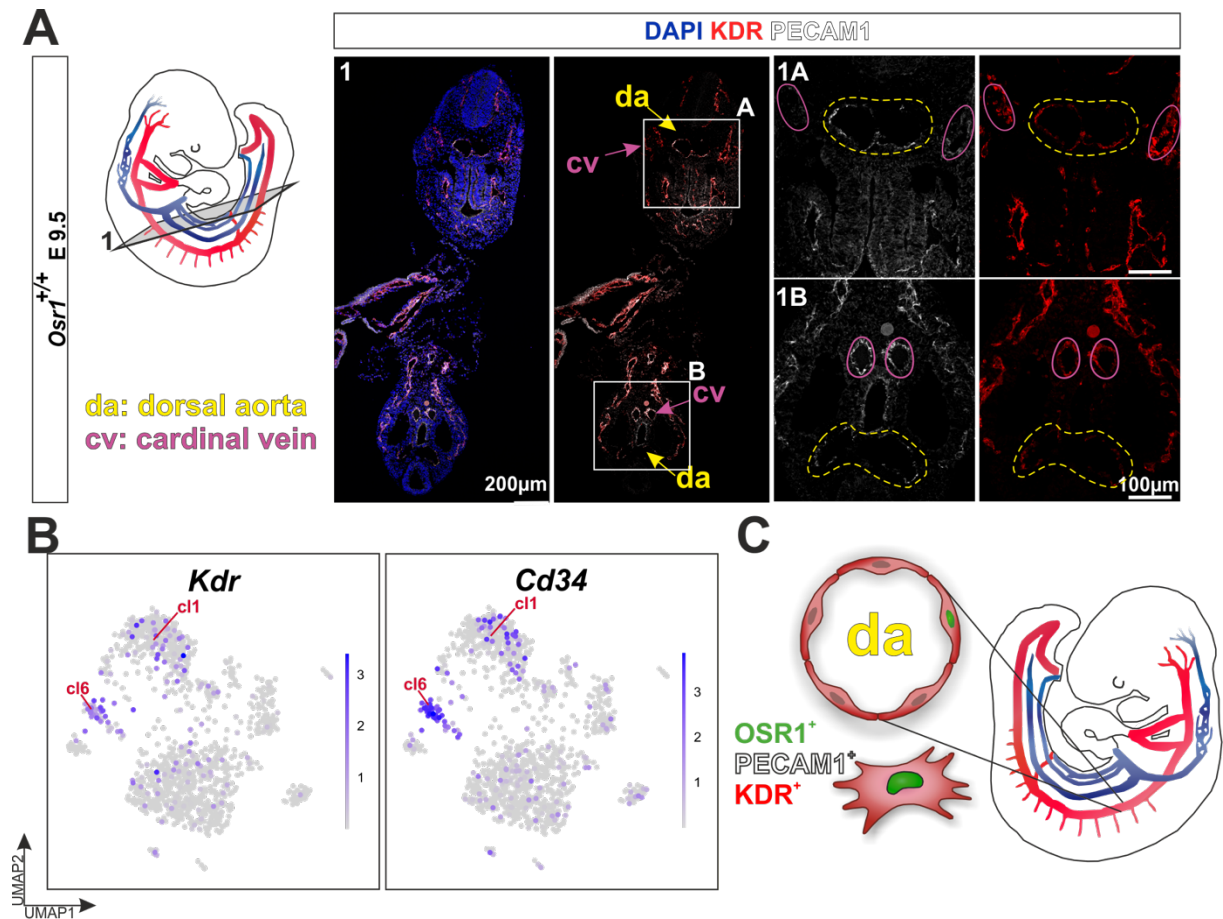 A
DAPI KDR PECAM1
Osr1+/+ E 9.5
1
da: dorsal aorta
cv: cardinal vein
1
200µm
da
A
cv
B
cv
da
1A
1B
100µm
B
Kdr
cl1
cl6
3
2
1
Cd34
cl1
cl6
3
2
1
UMAP2
UMAP1
C
da
OSR1+
PECAM1+
KDR+